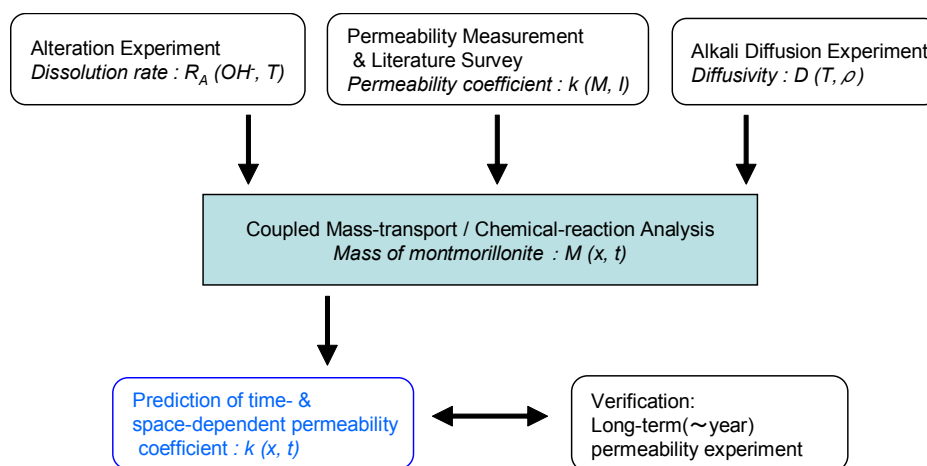 Alteration Experiment
Dissolution rate : R_A (OH⁻, T)
Permeability Measurement
& Literature Survey
Permeability coefficient : k (M, I)
Alkali Diffusion Experiment
Diffusivity : D (T, ρ)
Coupled Mass-transport / Chemical-reaction Analysis
Mass of montmorillonite : M (x, t)
Prediction of time- &
space-dependent permeability
coefficient : k (x, t)
Verification:
Long-term(～year)
permeability experiment